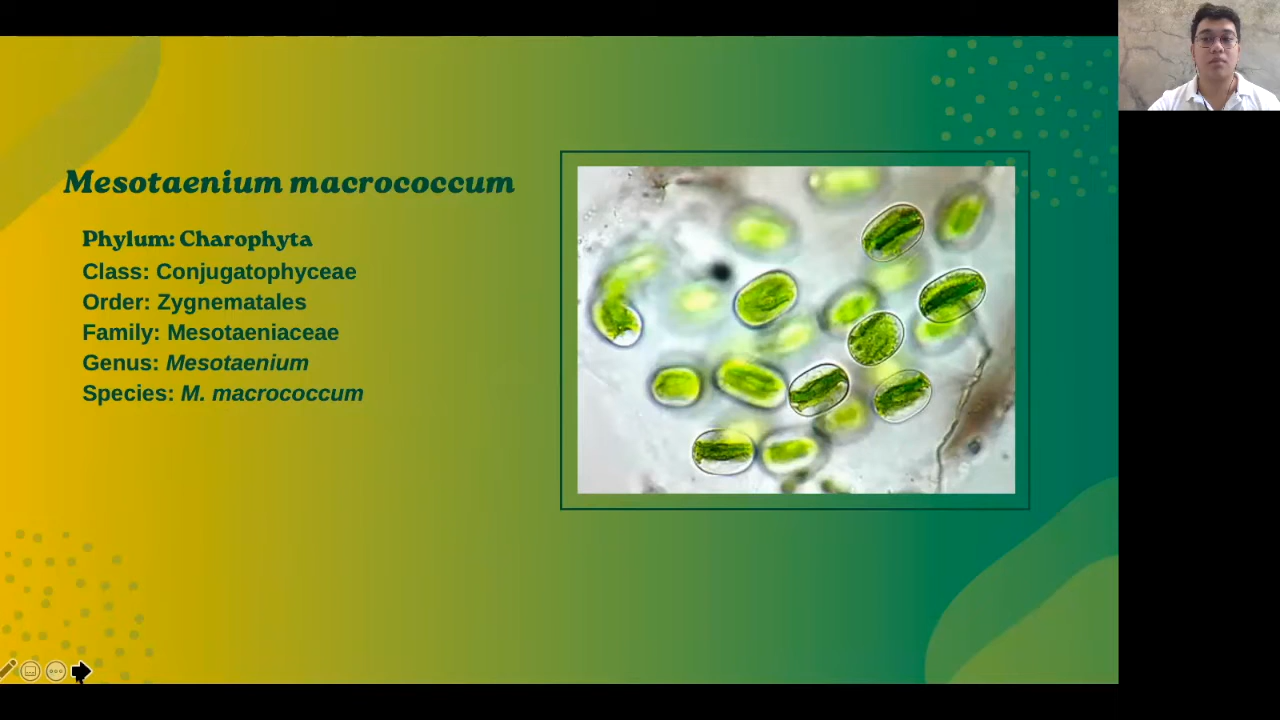 Mesotaenium macrococcum
Phylum: Charophyta
Class: Conjugatophyceae
Order: Zygnematales
Family: Mesotaeniaceae
Genus: Mesotaenium
Species: M. macrococcum